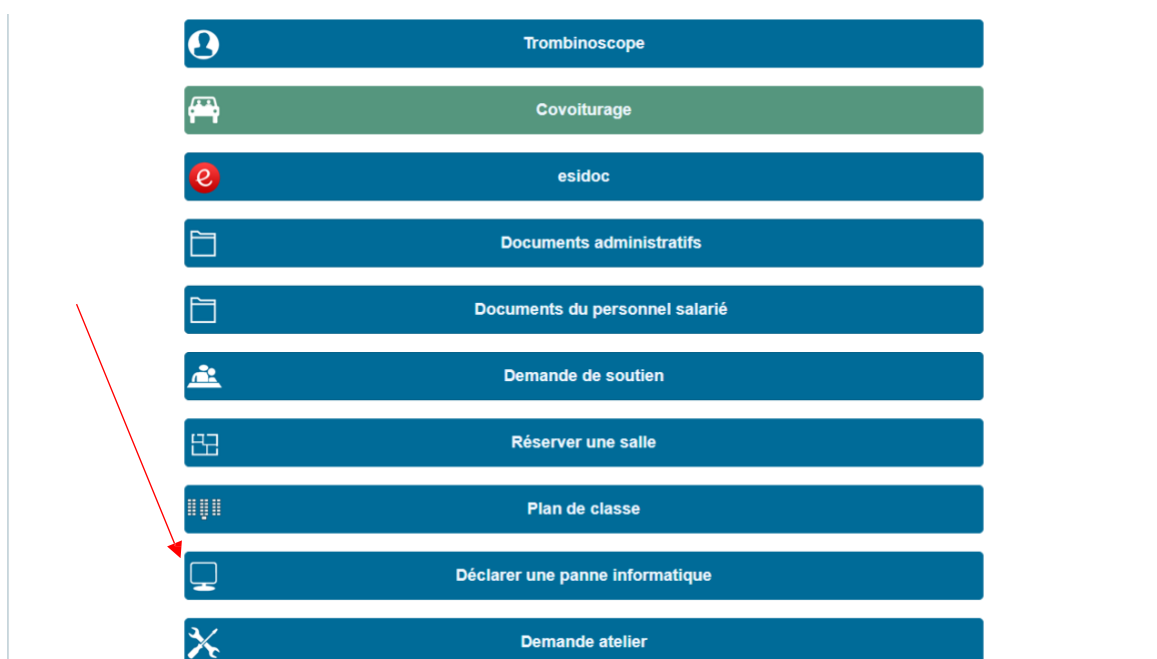 Trombinoscope
Covoiturage
e esidoc
Documents administratifs
Documents du personnel salarié
Demande de soutien
Réserver une salle
Plan de classe
Déclarer une panne informatique
Demande atelier